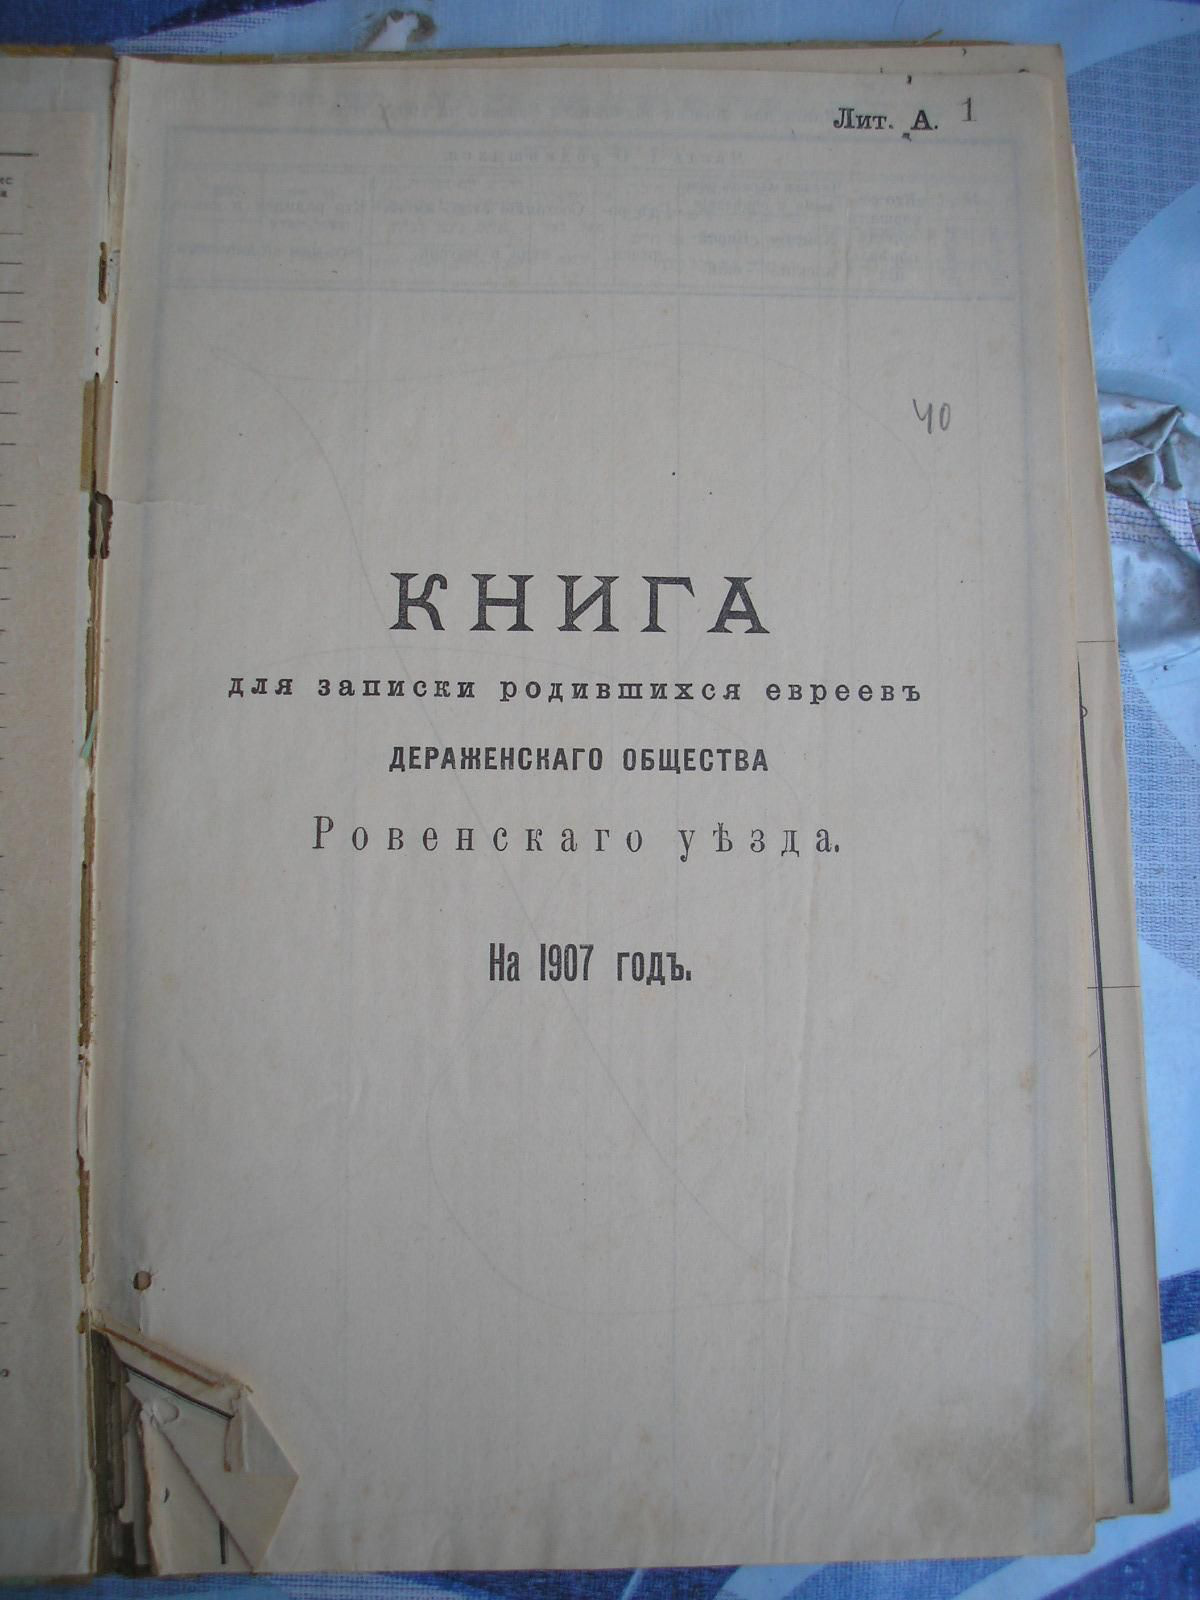 Лит. А. 1
40
КНИГА
для записки родившихся евреевъ
ДЕРАЖЕНСКАГО ОБЩЕСТВА
Ровенскаго уѣзда.
На 1907 годъ.